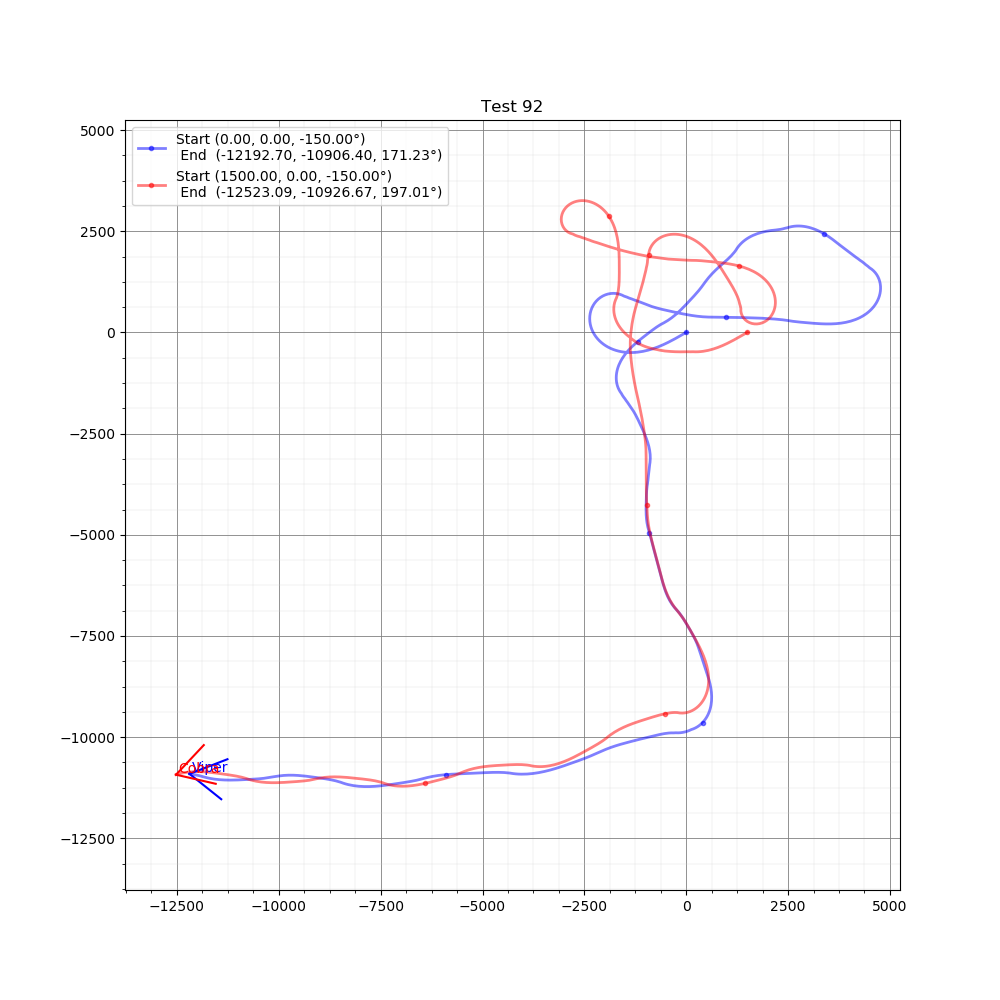 Test 92
Start (0.00, 0.00, -150.00°)
End (-12192.70, -10906.40, 171.23°)
Start (1500.00, 0.00, -150.00°)
End (-12523.09, -10926.67, 197.01°)
5000
2500
0
−2500
−5000
−7500
−10000
−12500
−12500 −10000 −7500 −5000 −2500 0 2500 5000